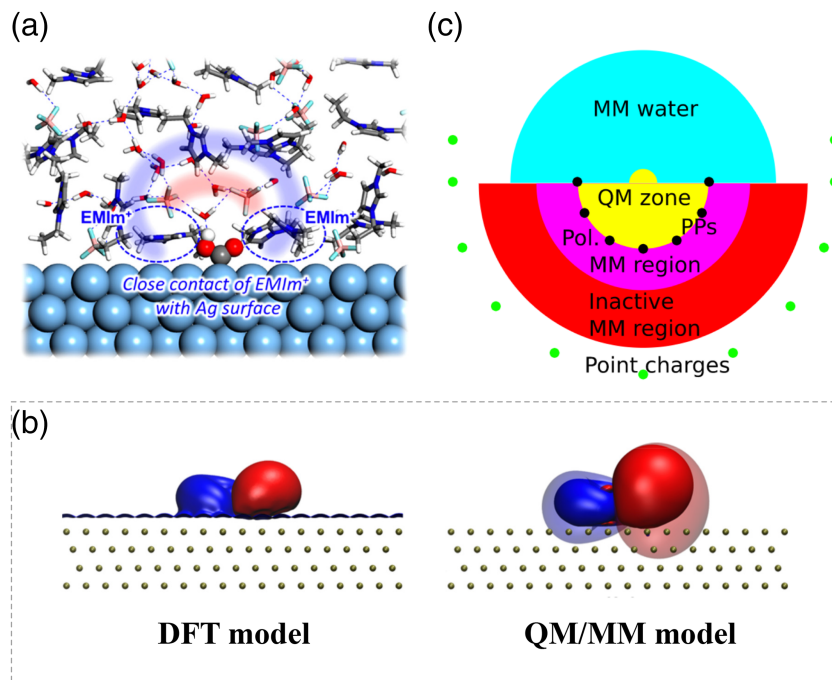 (a)
EMIm⁺
EMIm⁺
Close contact of EMIm⁺
with Ag surface
(c)
MM water
QM zone
Pol.
PPs
MM region
Inactive
MM region
Point charges
(b)
DFT model
QM/MM model